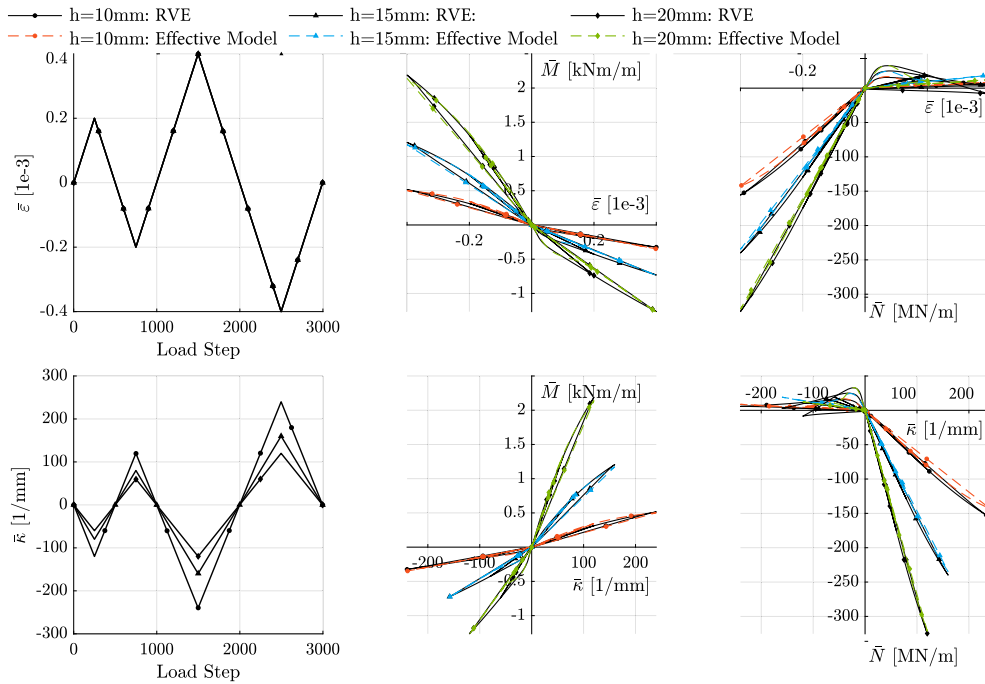 h=10mm: RVE h=15mm: RVE: h=20mm: RVE
h=10mm: Effective Model h=15mm: Effective Model h=20mm: Effective Model
0.4
0.2
0
-0.2
-0.4
0 1000 2000 3000
Load Step
ε̄ [1e-3]
M̄ [kNm/m]
2
1.5
1
0.5
-0.5
-1
-0.2 0.2
ε̄ [1e-3]
-0.2
ε̄ [1e-3]
-50
-100
-150
-200
-250
-300
N̄ [MN/m]
300
200
100
0
-100
-200
-300
0 1000 2000 3000
Load Step
κ̄ [1/mm]
M̄ [kNm/m]
2
1.5
1
0.5
-0.5
-1
-200 -100 100 200
κ̄ [1/mm]
-200 -100 100 200
κ̄ [1/mm]
-50
-100
-150
-200
-250
-300
N̄ [MN/m]